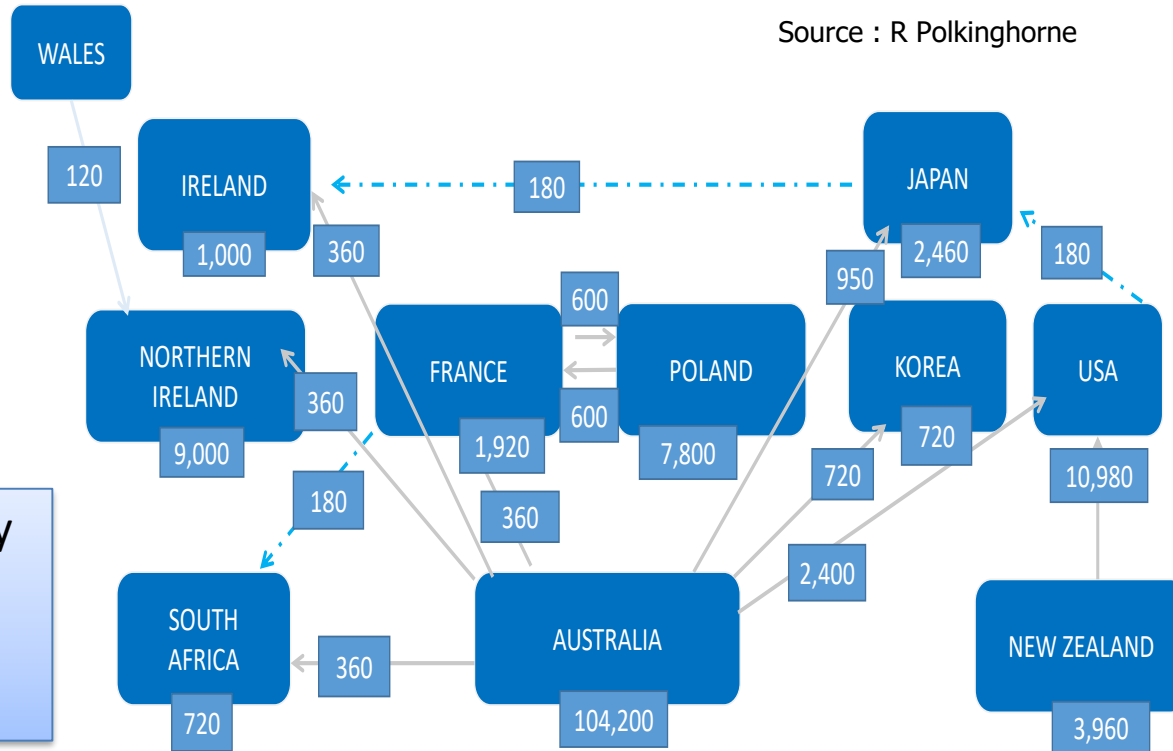 Source : R Polkinghorne
WALES
120
IRELAND
1,000
180
JAPAN
2,460
180
360
950
600
NORTHERN
IRELAND
9,000
360
FRANCE
1,920
600
POLAND
7,800
KOREA
720
USA
10,980
180
360
720
2,400
y
SOUTH
AFRICA
720
360
AUSTRALIA
104,200
NEW ZEALAND
3,960